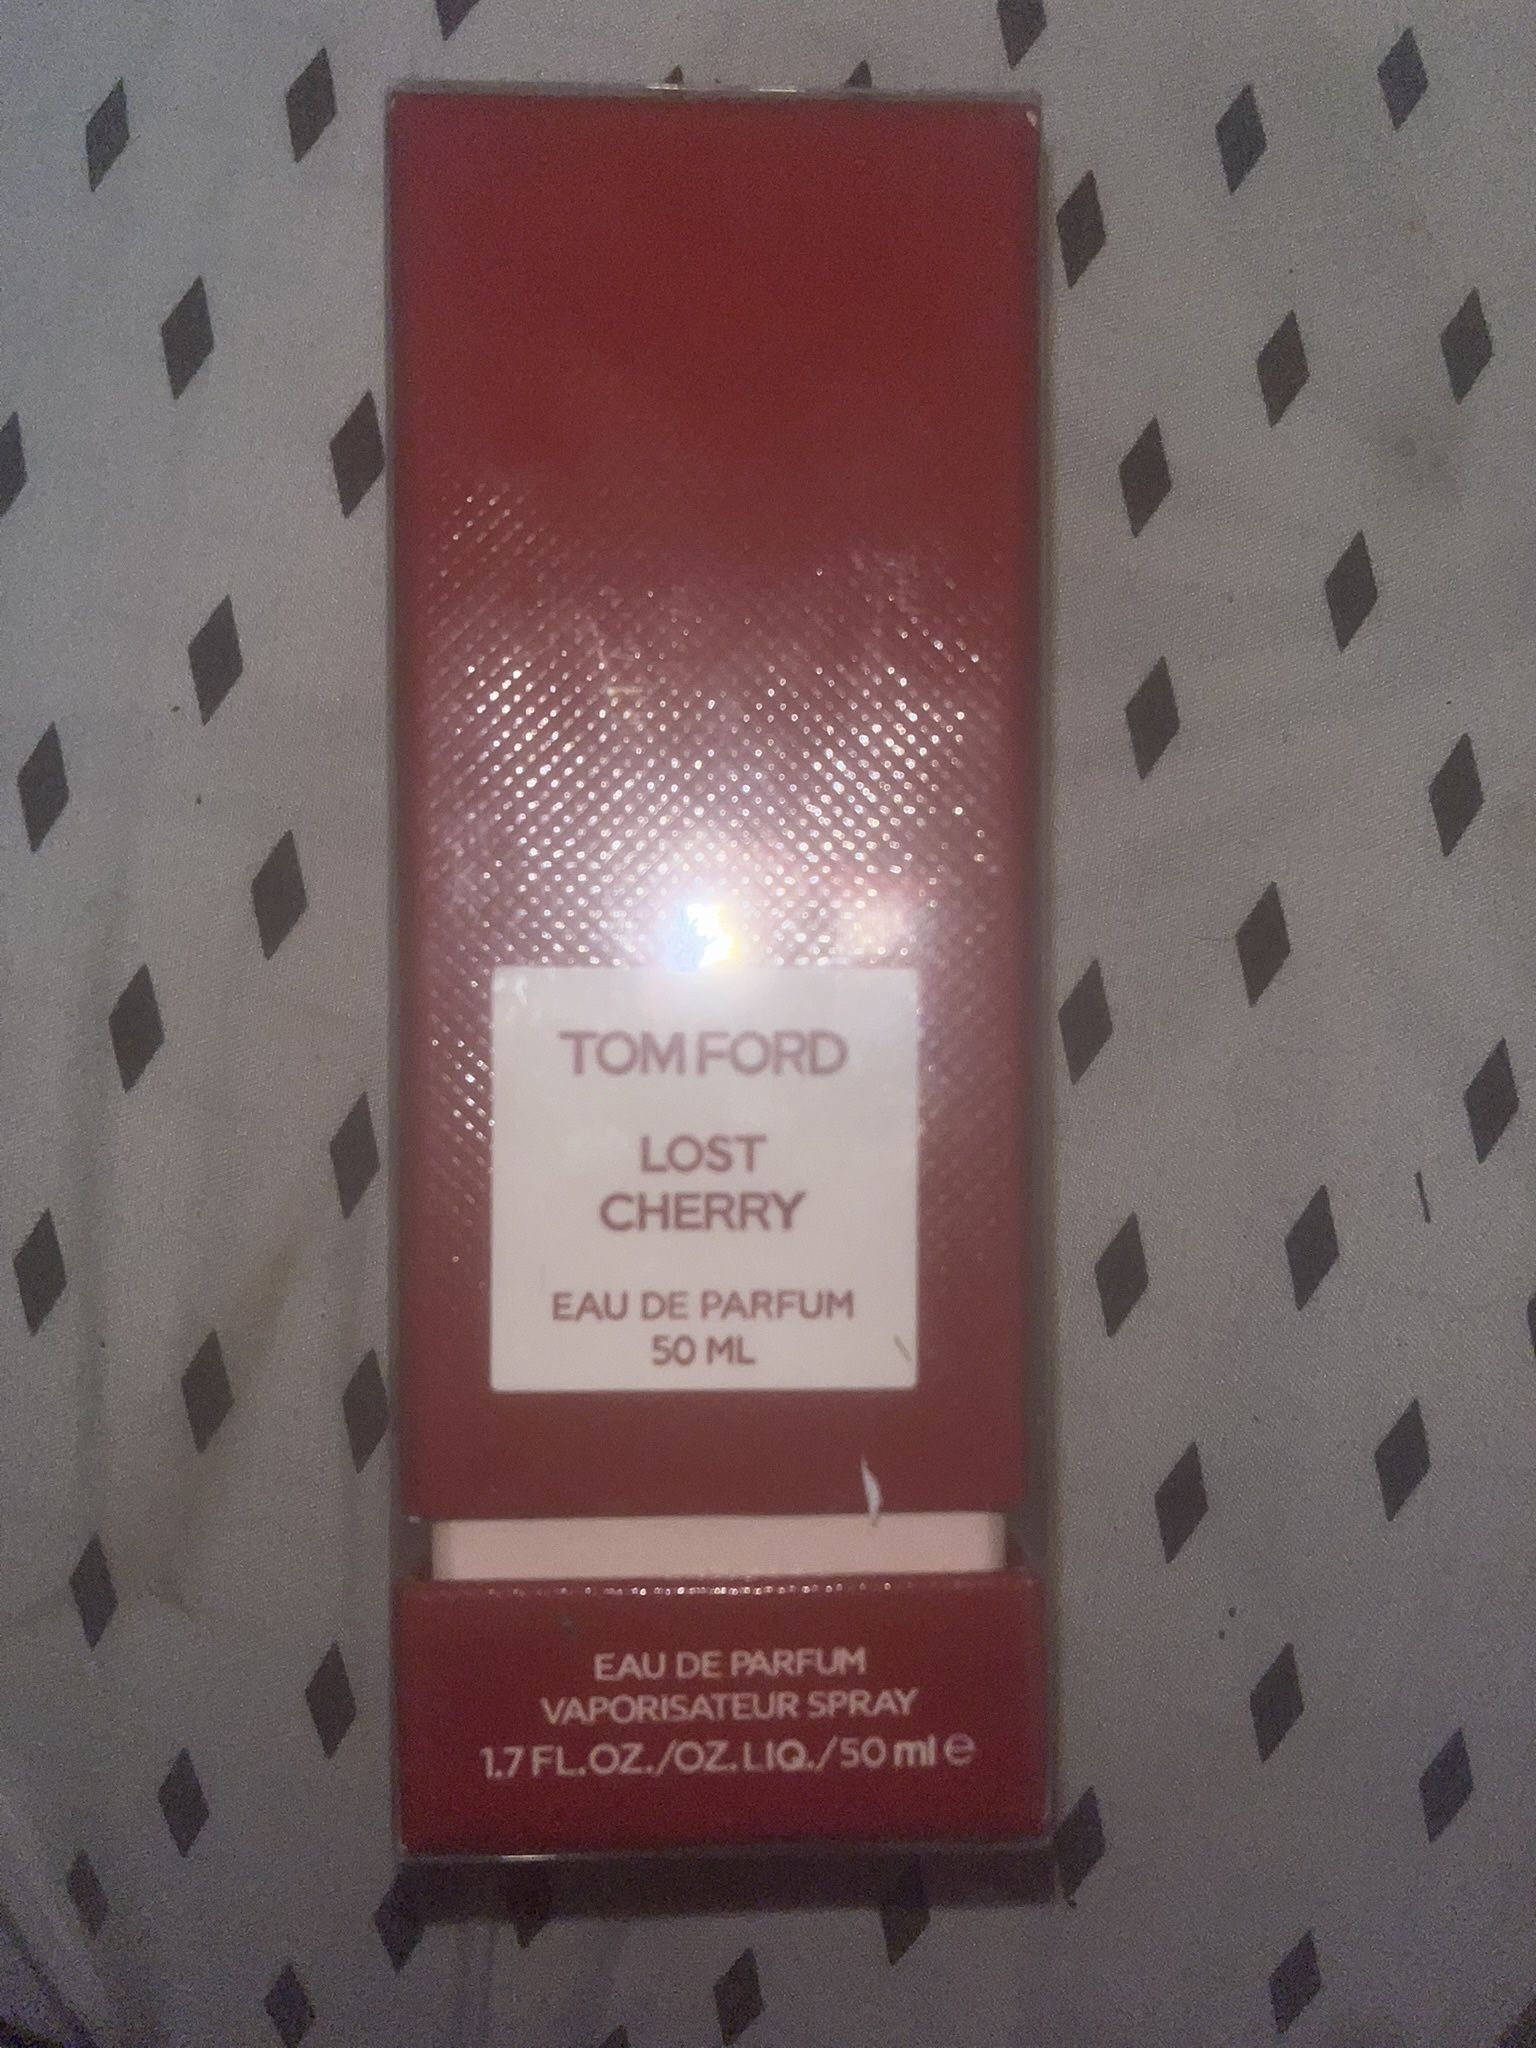 TOM FORD
LOST
CHERRY
EAU DE PARFUM
50 ML
EAU DE PARFUM
VAPORISATEUR SPRAY
1.7 FL.OZ./OZ.LIQ./50 ml ℮